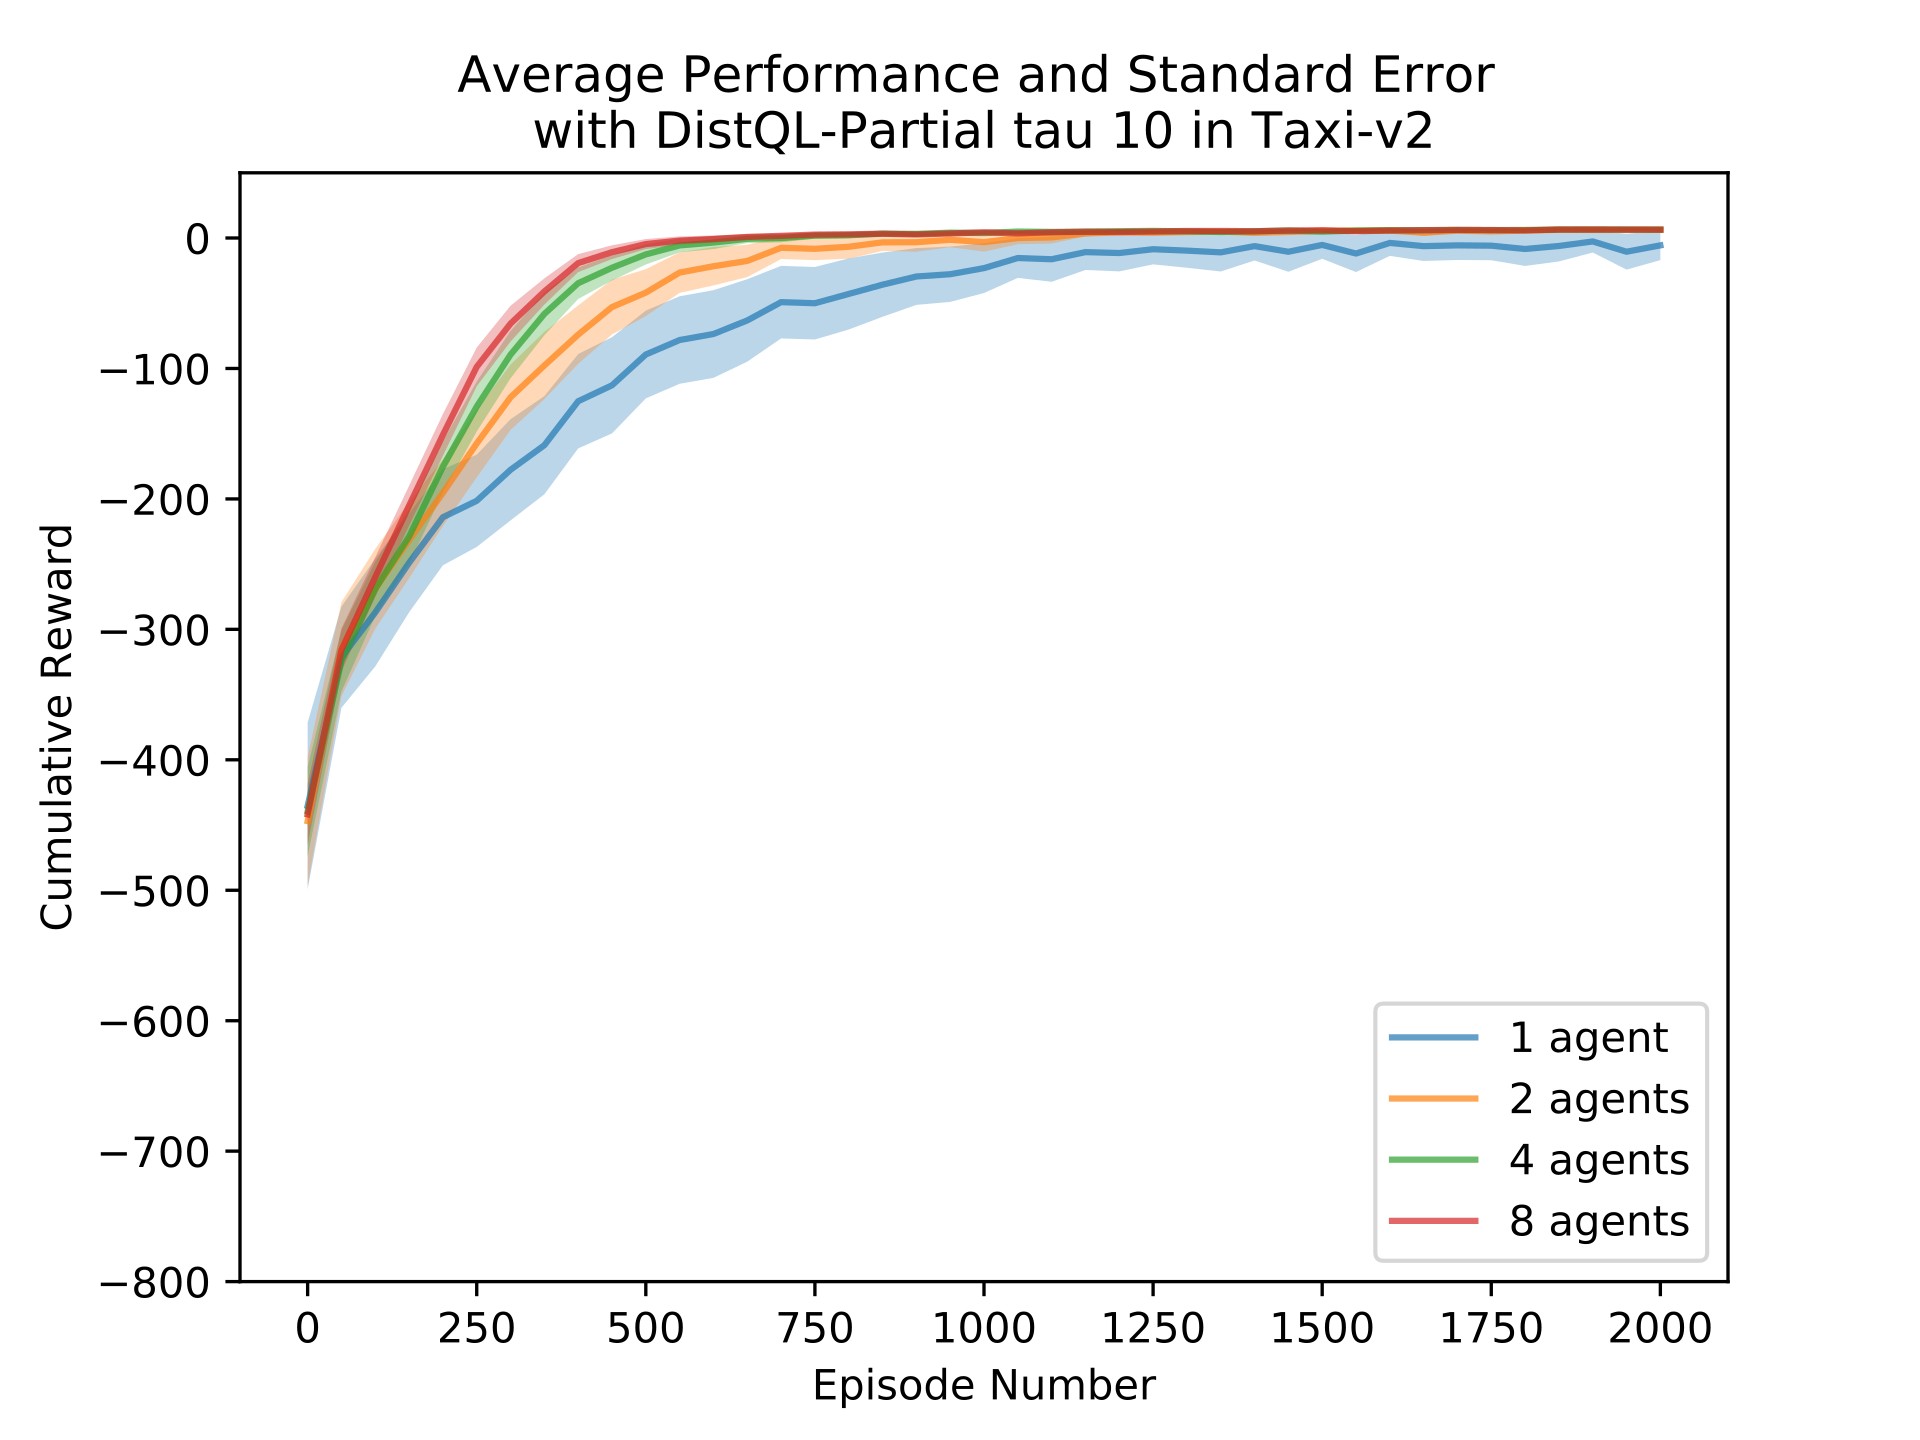 Average Performance and Standard Error
with DistQL-Partial tau 10 in Taxi-v2
Cumulative Reward
0
−100
−200
−300
−400
−500
−600
−700
−800
1 agent
2 agents
4 agents
8 agents
0 250 500 750 1000 1250 1500 1750 2000
Episode Number